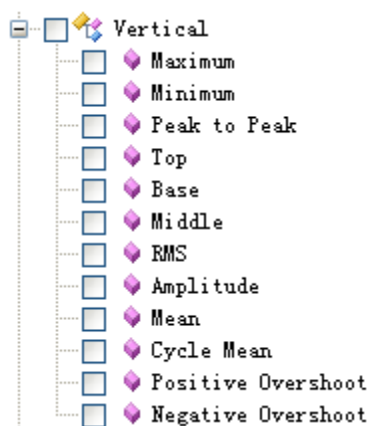 Vertical
Maximum
Minimum
Peak to Peak
Top
Base
Middle
RMS
Amplitude
Mean
Cycle Mean
Positive Overshoot
Negative Overshoot